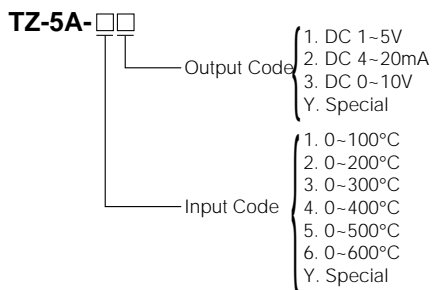 TZ-5A-□□
Output Code
1. DC 1~5V
2. DC 4~20mA
3. DC 0~10V
Y. Special
Input Code
1. 0~100°C
2. 0~200°C
3. 0~300°C
4. 0~400°C
5. 0~500°C
6. 0~600°C
Y. Special